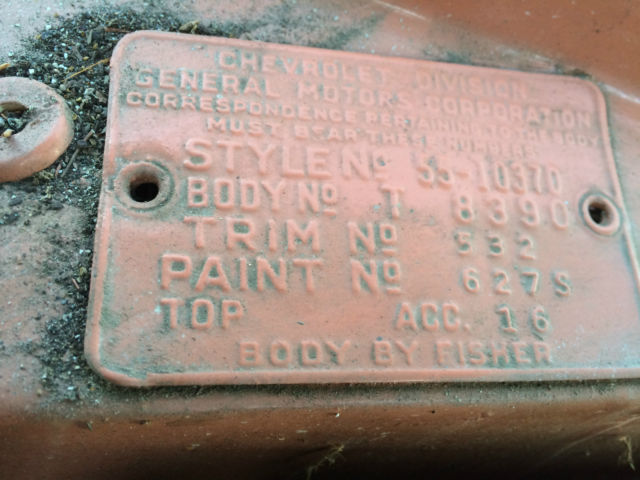 CHEVROLET DIVISION
GENERAL MOTORS CORPORATION
CORRESPONDENCE PERTAINING TO THE BODY
MUST BEAR THESE NUMBERS
STYLE Nº 55-1037D
BODY Nº T 8390
TRIM Nº 532
PAINT Nº 627S
TOP ACC. 16
BODY BY FISHER